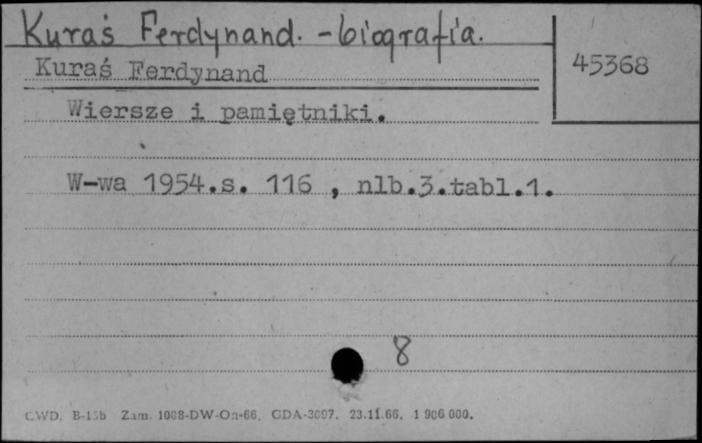 Kuraś Ferdynand. - biografia.
45368
Kuraś Ferdynand
Wiersze i pamiętniki.
W-wa 1954.s. 116 , nlb.3.tabl.1.
8
CWD. B-15b Zam. 1008-DW-On-66. GDA-3097. 23.11.66. 1 906 000.